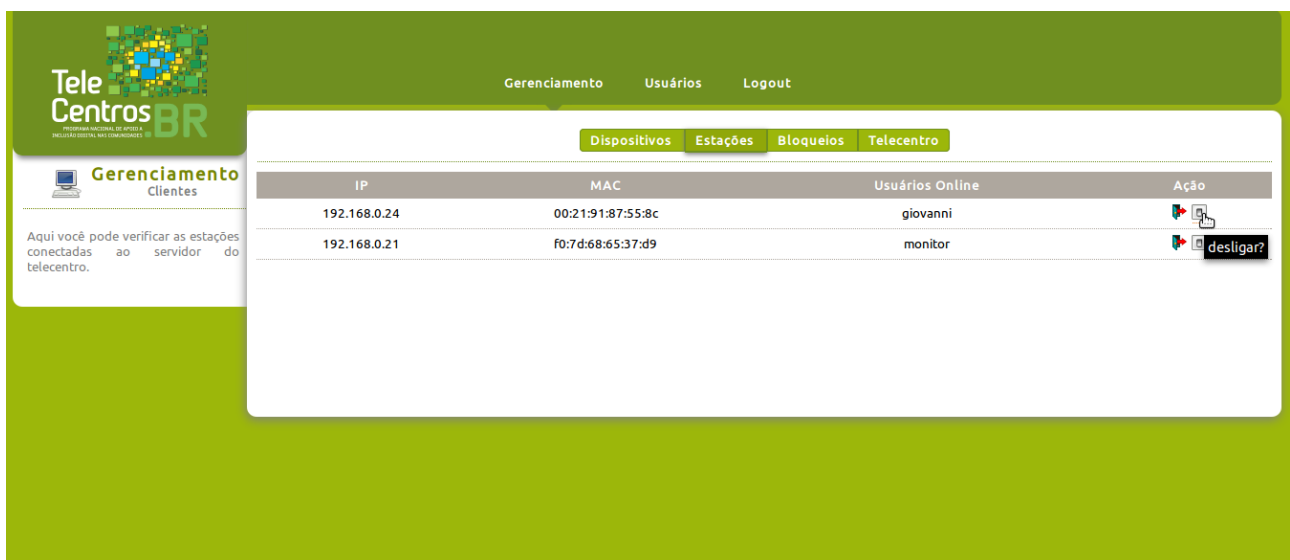 Tele
Centros.BR
PROGRAMA NACIONAL DE APOIO À
INCLUSÃO DIGITAL NAS COMUNIDADES
Gerenciamento Usuários Logout
Dispositivos Estações Bloqueios Telecentro
Gerenciamento
Clientes
Aqui você pode verificar as estações
conectadas ao servidor do
telecentro.
IP MAC Usuários Online Ação
192.168.0.24 00:21:91:87:55:8c giovanni
192.168.0.21 f0:7d:68:65:37:d9 monitor
desligar?